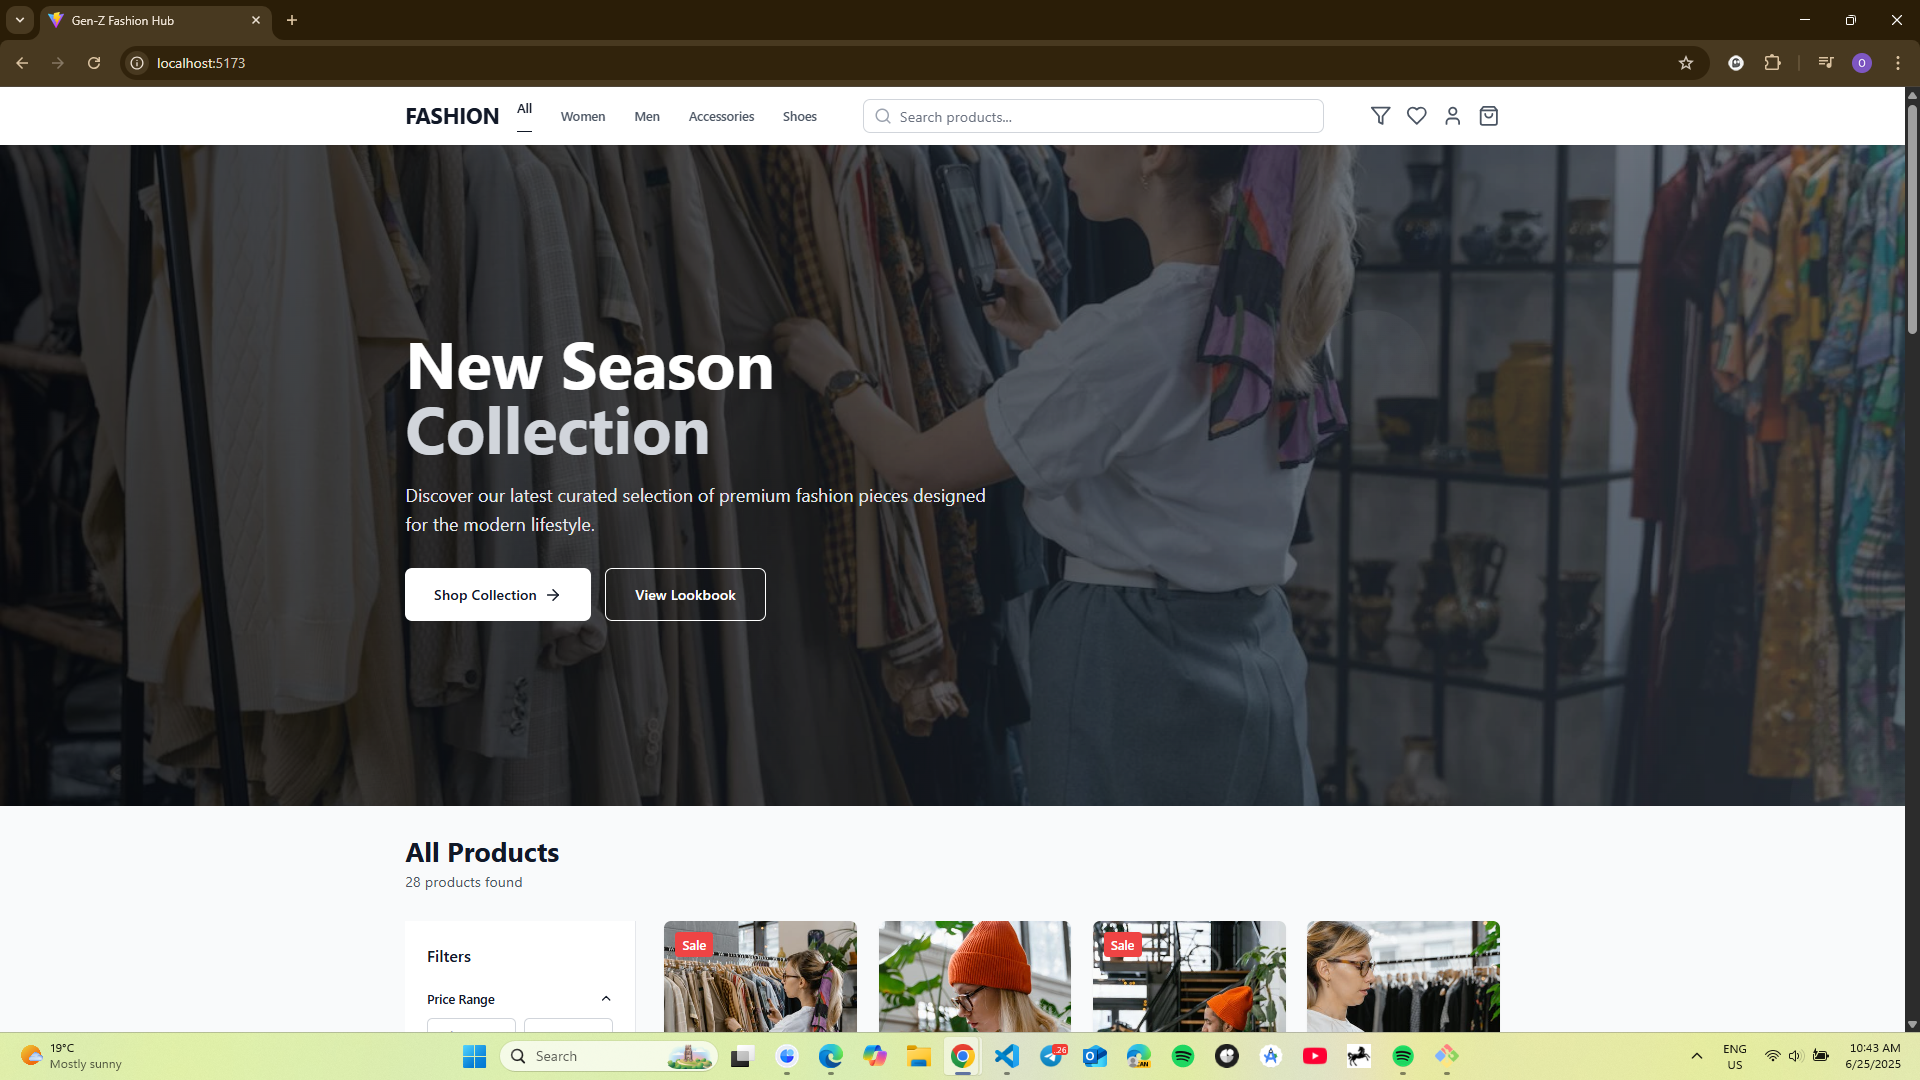 Gen-Z Fashion Hub
localhost:5173
O
FASHION
All
Women
Men
Accessories
Shoes
Search products...
New Season
Collection
Discover our latest curated selection of premium fashion pieces designed
for the modern lifestyle.
Shop Collection
View Lookbook
All Products
28 products found
Filters
Price Range
Sale
Sale
19°C
Mostly sunny
Search
26
CAN
ENG
US
10:43 AM
6/25/2025